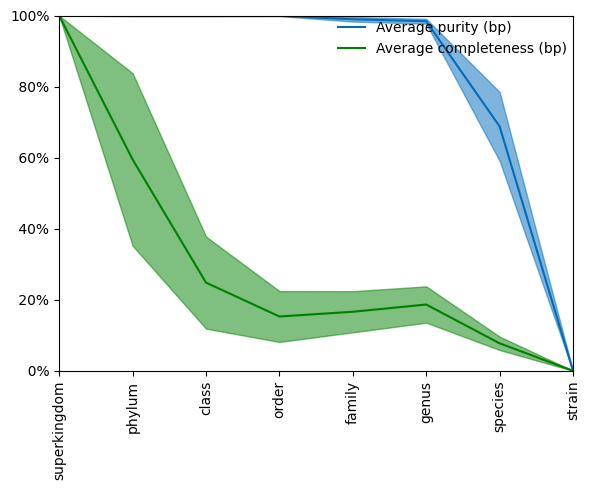 100%
80%
60%
40%
20%
0%
Average purity (bp)
Average completeness (bp)
superkingdom
phylum
class
order
family
genus
species
strain